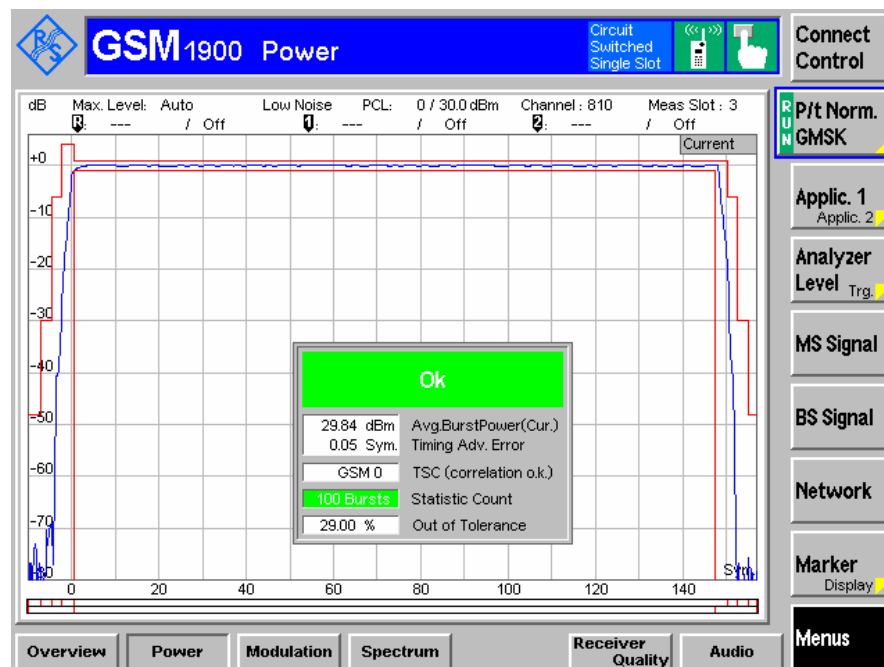 R S
GSM 1900 Power
Circuit
Switched
Single Slot
Connect
Control
dB Max. Level: Auto Low Noise PCL: 0 / 30.0 dBm Channel : 810 Meas Slot : 3
R: --- / Off 1: --- / Off 2: --- / Off
Current
RUN
P/t Norm.
GMSK
Applic. 1
Applic. 2
Analyzer
Level Trg.
MS Signal
BS Signal
Network
Marker
Display
Menus
+0
-10
-20
-30
-40
-50
-60
-70
-80
Ok
29.84 dBm Avg.BurstPower(Cur.)
0.05 Sym. Timing Adv. Error
GSM 0 TSC (correlation o.k.)
100 Bursts Statistic Count
29.00 % Out of Tolerance
Sym
0 20 40 60 80 100 120 140
Overview Power Modulation Spectrum Receiver Quality Audio